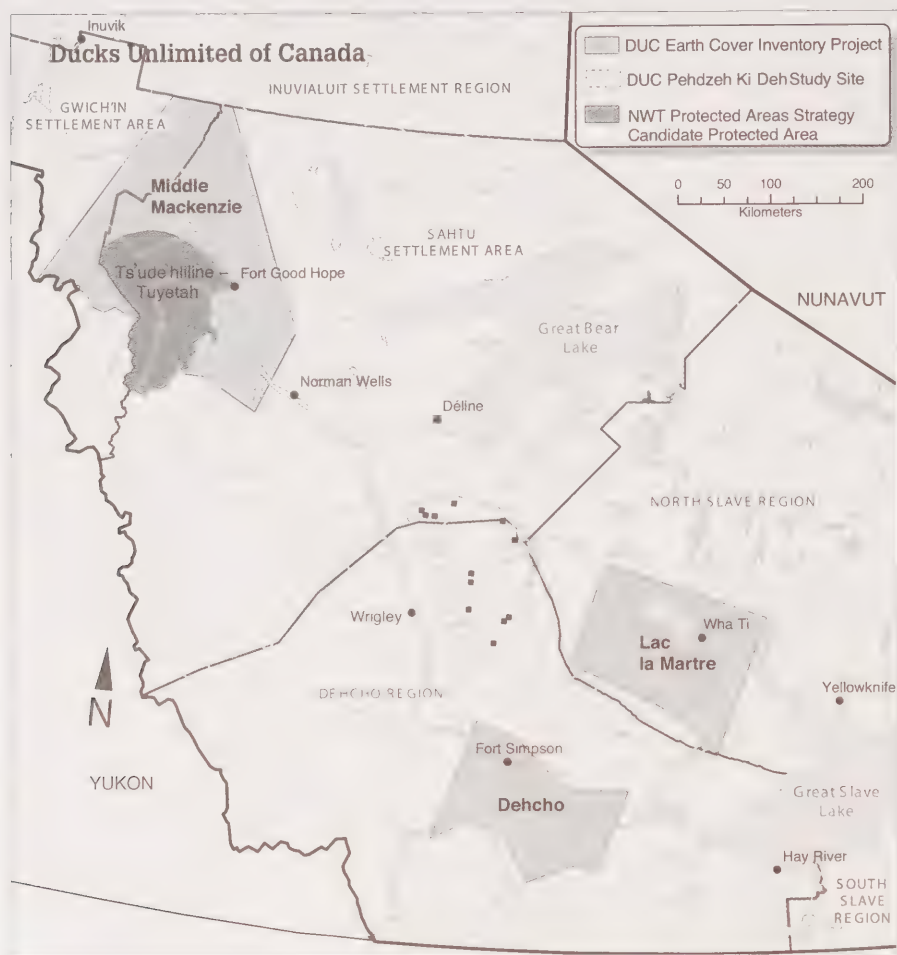 Inuvik
Ducks Unlimited of Canada
INUVIALUIT SETTLEMENT REGION
GWICH'IN
SETTLEMENT AREA
DUC Earth Cover Inventory Project
DUC Pehdzeh Ki Deh Study Site
NWT Protected Areas Strategy
Candidate Protected Area
0 50 100 200
Kilometers
Middle
Mackenzie
SAHTU
SETTLEMENT AREA
Ts'ude hliline
Tuyetah
Fort Good Hope
NUNAVUT
Great Bear
Lake
Norman Wells
Déline
NORTH SLAVE REGION
Wrigley
Wha Ti
Lac
la Martre
DEHCHO REGION
Yellowknife
N
YUKON
Fort Simpson
Dehcho
Great Slave
Lake
Hay River
SOUTH
SLAVE
REGION